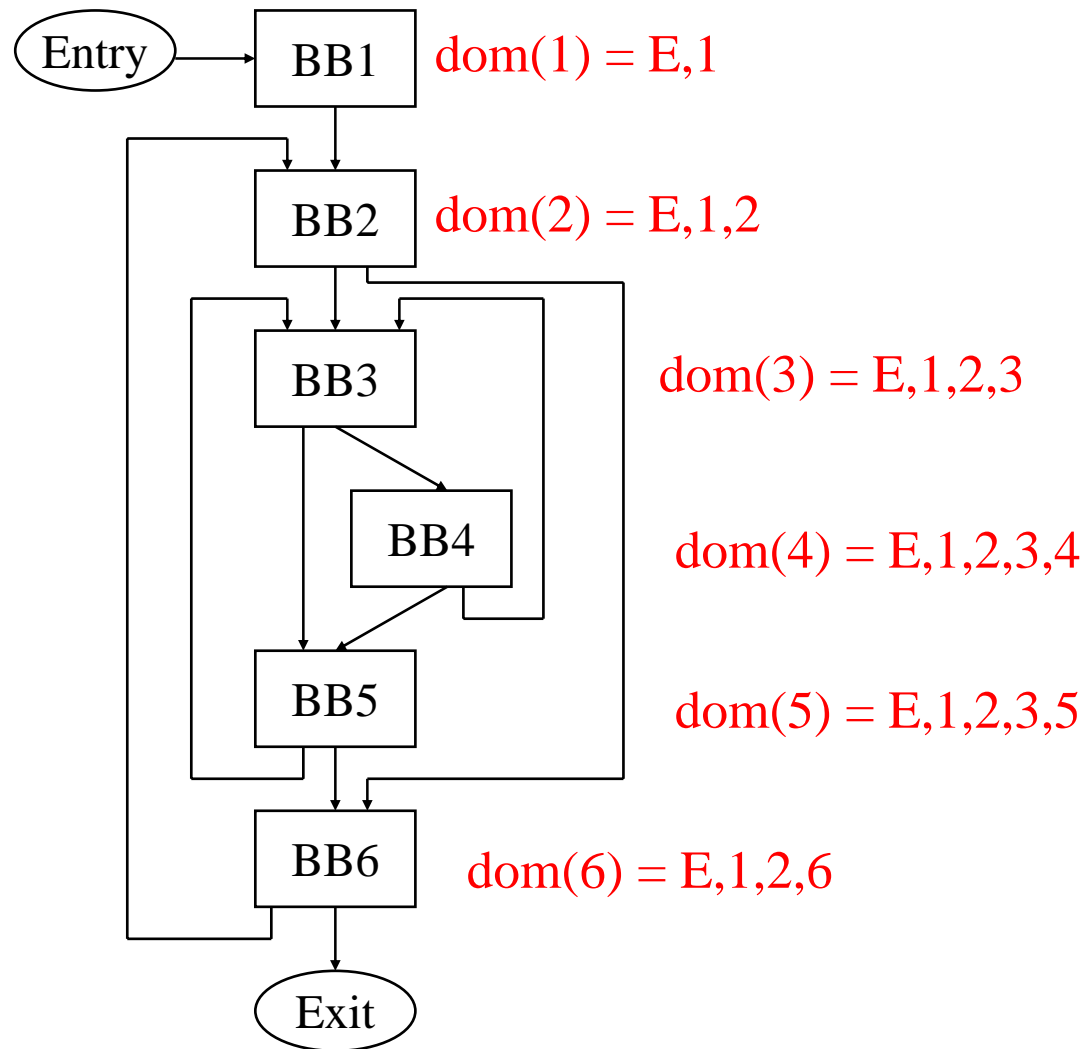 Entry
BB1
dom(1) = E,1
BB2
dom(2) = E,1,2
BB3
dom(3) = E,1,2,3
BB4
dom(4) = E,1,2,3,4
BB5
dom(5) = E,1,2,3,5
BB6
dom(6) = E,1,2,6
Exit